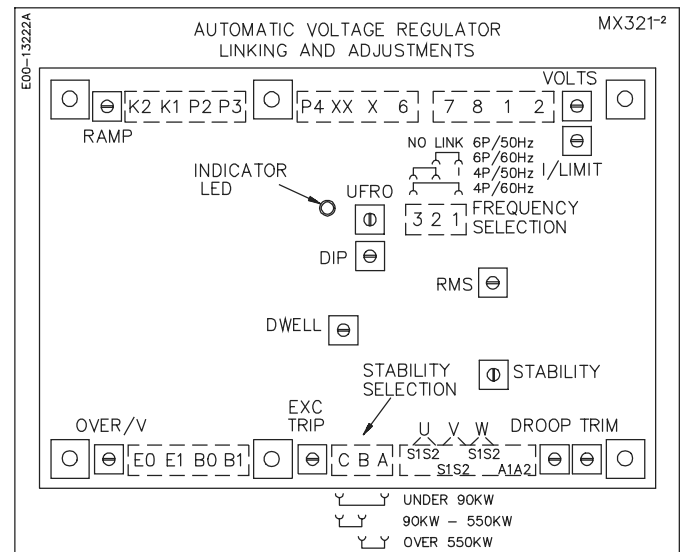 E00-13222A
AUTOMATIC VOLTAGE REGULATOR
LINKING AND ADJUSTMENTS
MX321-2
VOLTS
K2 K1 P2 P3
P4 XX X 6
7 8 1 2
RAMP
NO LINK 6P/50Hz
6P/60Hz
4P/50Hz
4P/60Hz
I/LIMIT
INDICATOR
LED
UFRO
3 2 1
FREQUENCY
SELECTION
DIP
RMS
DWELL
STABILITY
SELECTION
STABILITY
OVER/V
EXC
TRIP
U V W
DROOP TRIM
E0 E1 B0 B1
C B A
S1S2 S1S2
S1S2 A1A2
UNDER 90KW
90KW - 550KW
OVER 550KW